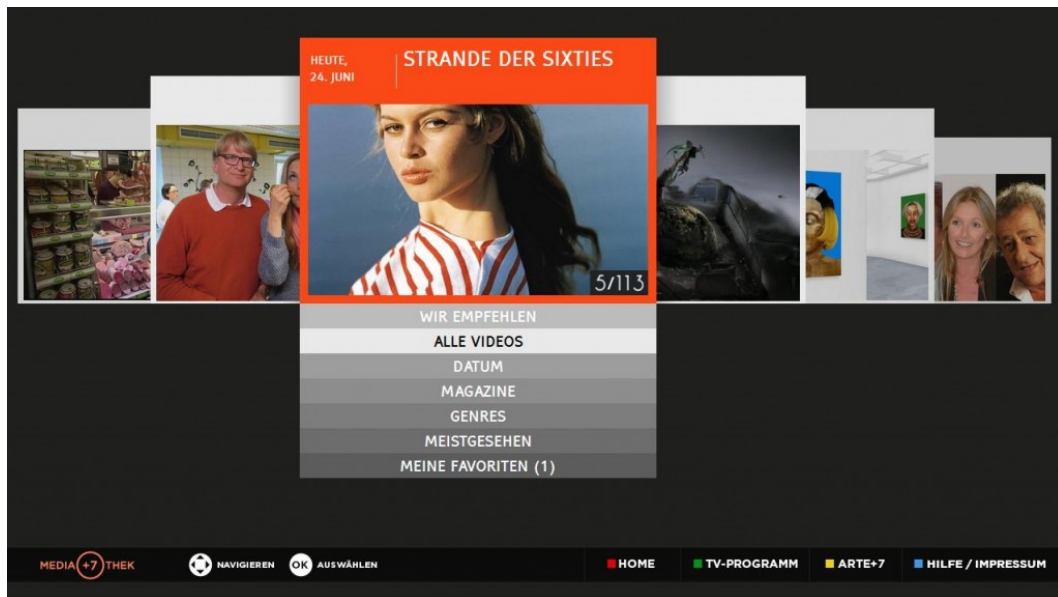 HEUTE,
24. JUNI
STRANDE DER SIXTIES
5/113
WIR EMPFEHLEN
ALLE VIDEOS
DATUM
MAGAZINE
GENRES
MEISTGESEHEN
MEINE FAVORITEN (1)
MEDIA +7 THEK
NAVIGIEREN
OK AUSWÄHLEN
HOME
TV-PROGRAMM
ARTE+7
HILFE / IMPRESSUM